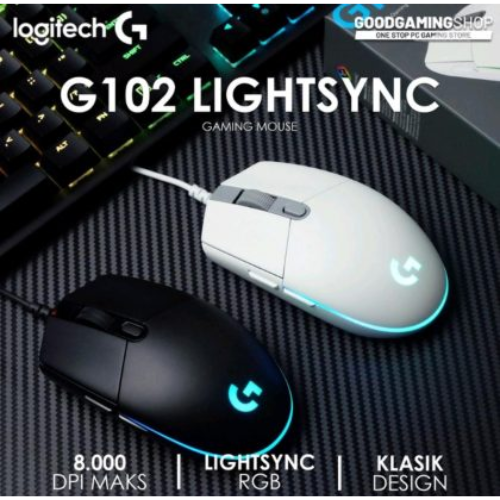 logitech G
GOODGAMINGSHOP
ONE STOP PC GAMING STORE
G102 LIGHTSYNC
GAMING MOUSE
8.000
DPI MAKS
LIGHTSYNC
RGB
KLASIK
DESIGN